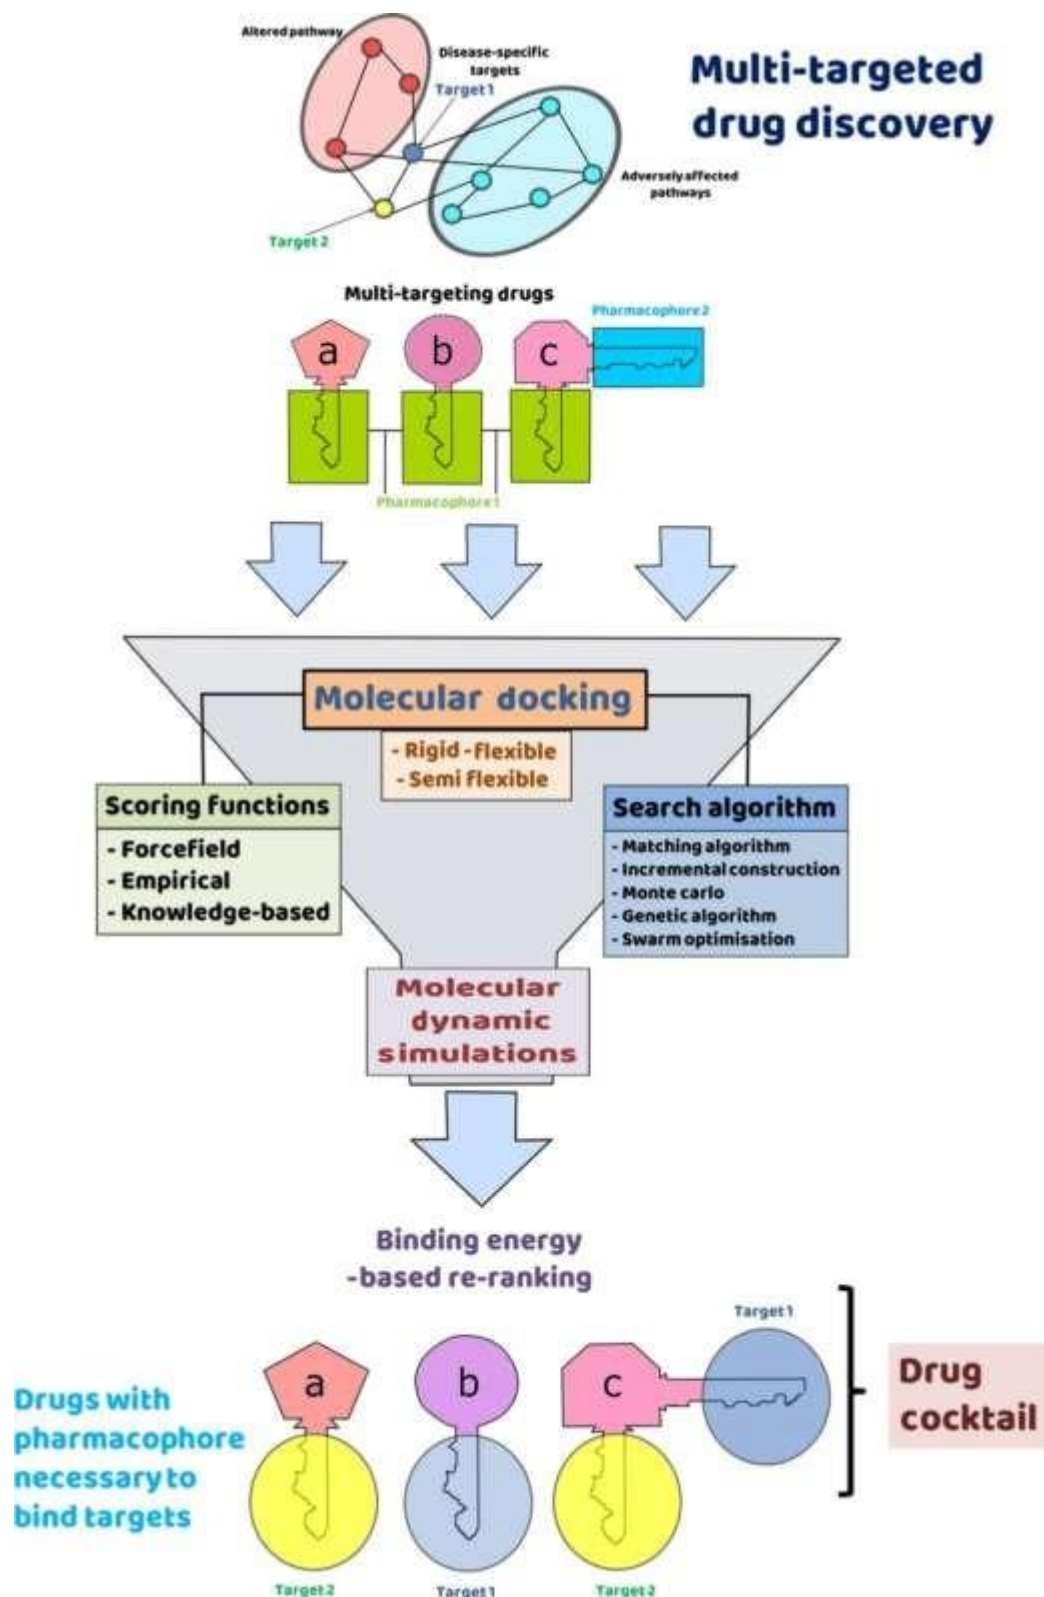 Altered pathway
Multi-targeted
drug discovery
Disease-specific
targets
Target 1
Adversely affected
pathways
Target 2
Multi-targeting drugs
Pharmacophore 2
a
b
c
Pharmacophore 1
Molecular docking
- Rigid -flexible
- Semi flexible
Scoring functions
- Forcefield
- Empirical
- Knowledge-based
Search algorithm
- Matching algorithm
- Incremental construction
- Monte carlo
- Genetic algorithm
- Swarm optimisation
Molecular
dynamic
simulations
Binding energy
-based re-ranking
Target 1
Drugs with
pharmacophore
necessary to
bind targets
a
b
c
Drug
cocktail
Target 2
Target 1
Target 2